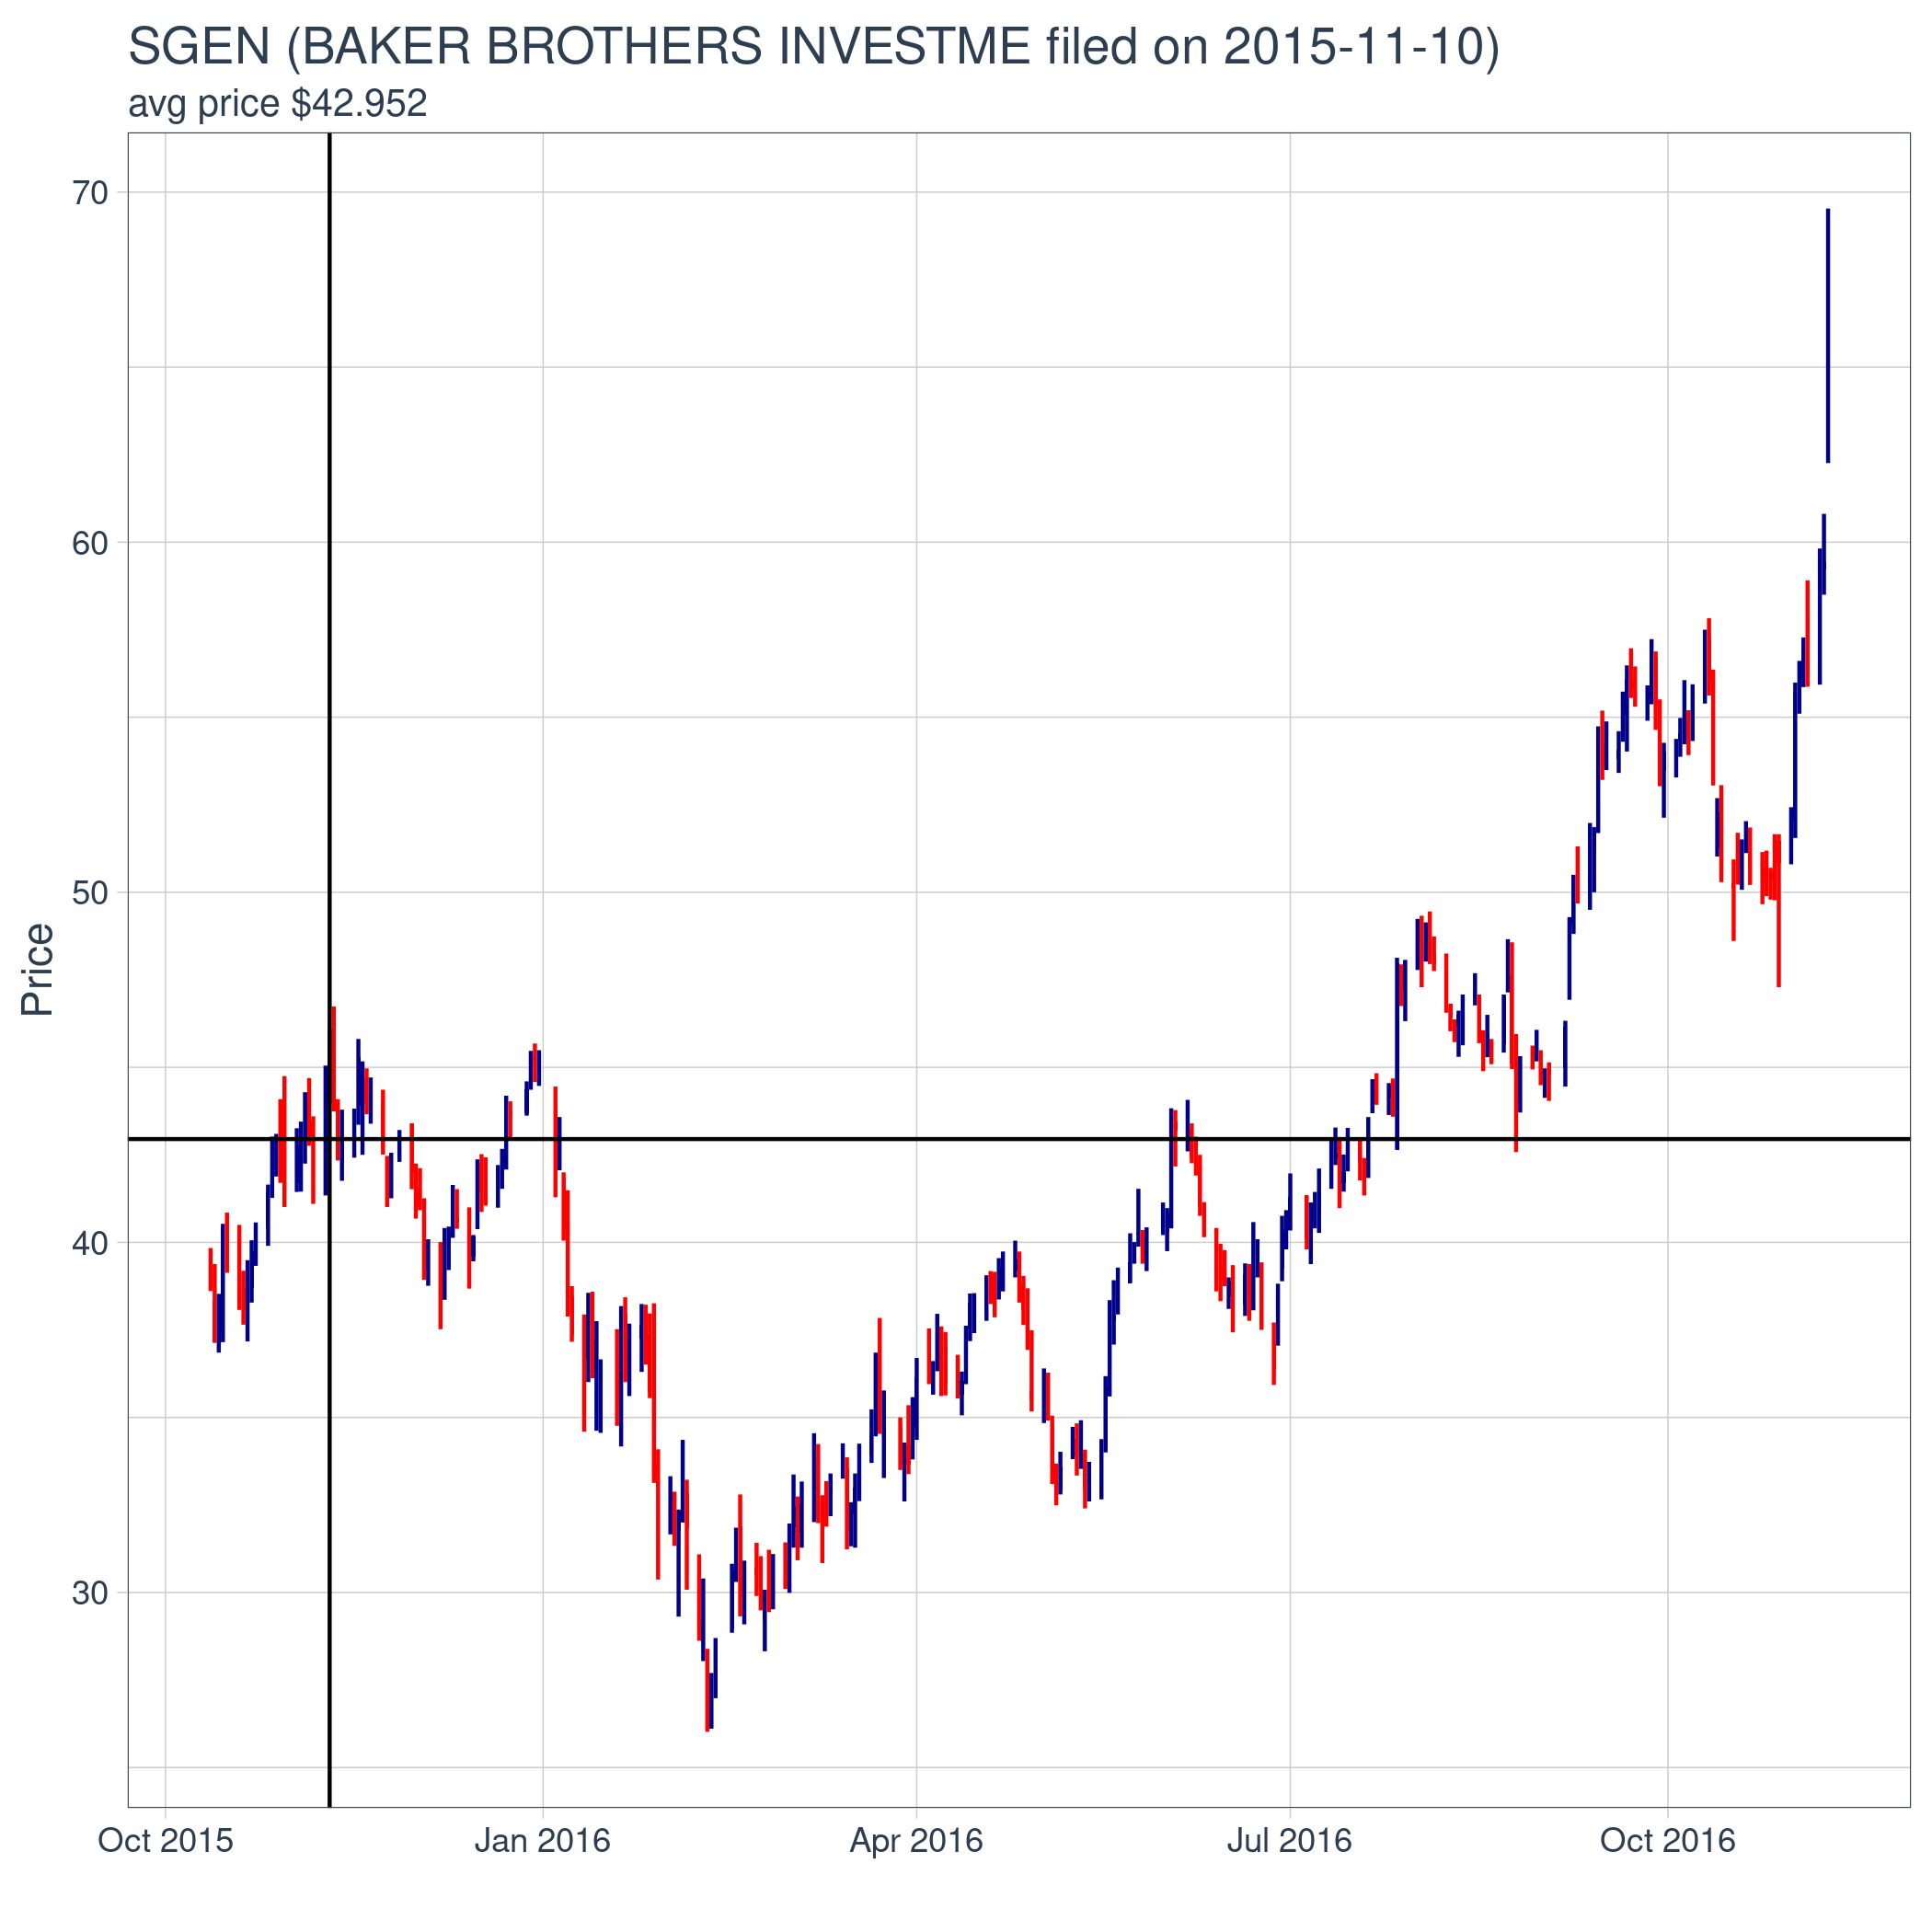 SGEN (BAKER BROTHERS INVESTME filed on 2015-11-10)
avg price $42.952
70
60
50
40
30
Price
Oct 2015
Jan 2016
Apr 2016
Jul 2016
Oct 2016